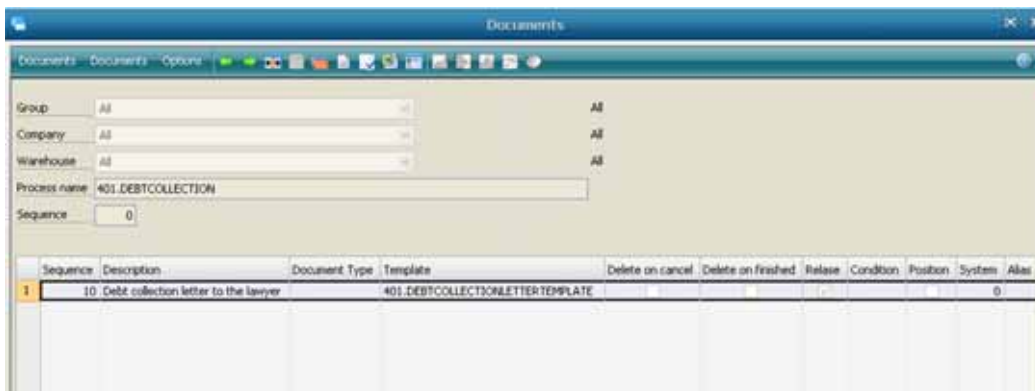 Documents
Documents Documents Options
Group All All
Company All All
Warehouse All All
Process name 401.DEBTCOLLECTION
Sequence 0
Sequence Description Document Type Template Delete on cancel Delete on finished Relase Condition Position System Alias
1 10 Debt collection letter to the lawyer 401.DEBTCOLLECTIONLETTERTEMPLATE 0